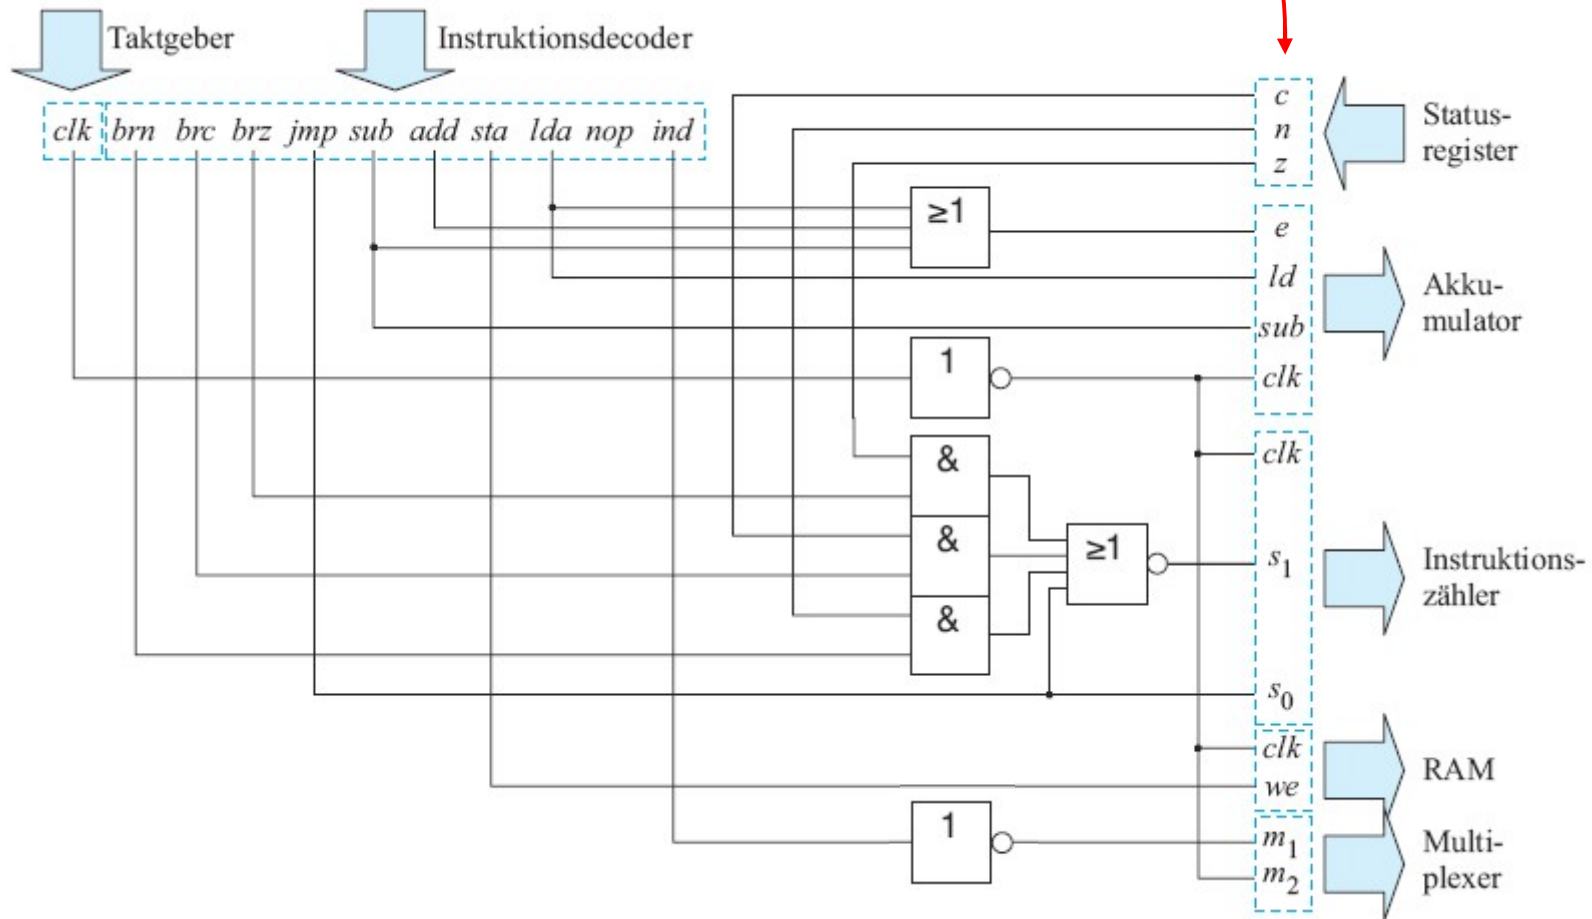 Taktgeber
Instruktionsdecoder
clk brn brc brz jmp sub add sta lda nop ind
c
n
z
Status-
register
≥1
e
ld
sub
clk
Akku-
mulator
1
&
&
&
≥1
clk
s1
s0
Instruktions-
zähler
clk
we
RAM
1
m1
m2
Multi-
plexer